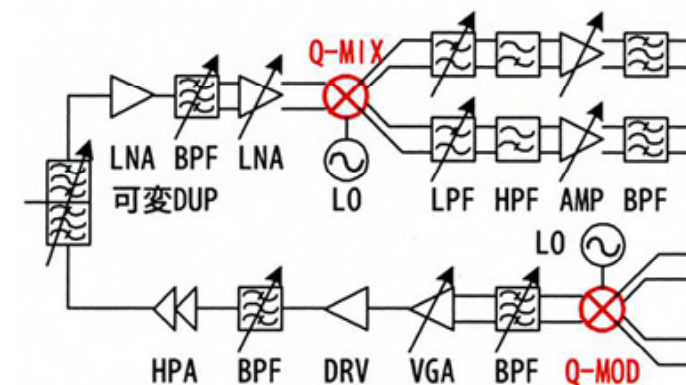 Q-MIX
LNA BPF LNA
可変DUP
LO
LPF HPF AMP BPF
LO
HPA BPF DRV VGA BPF Q-MOD